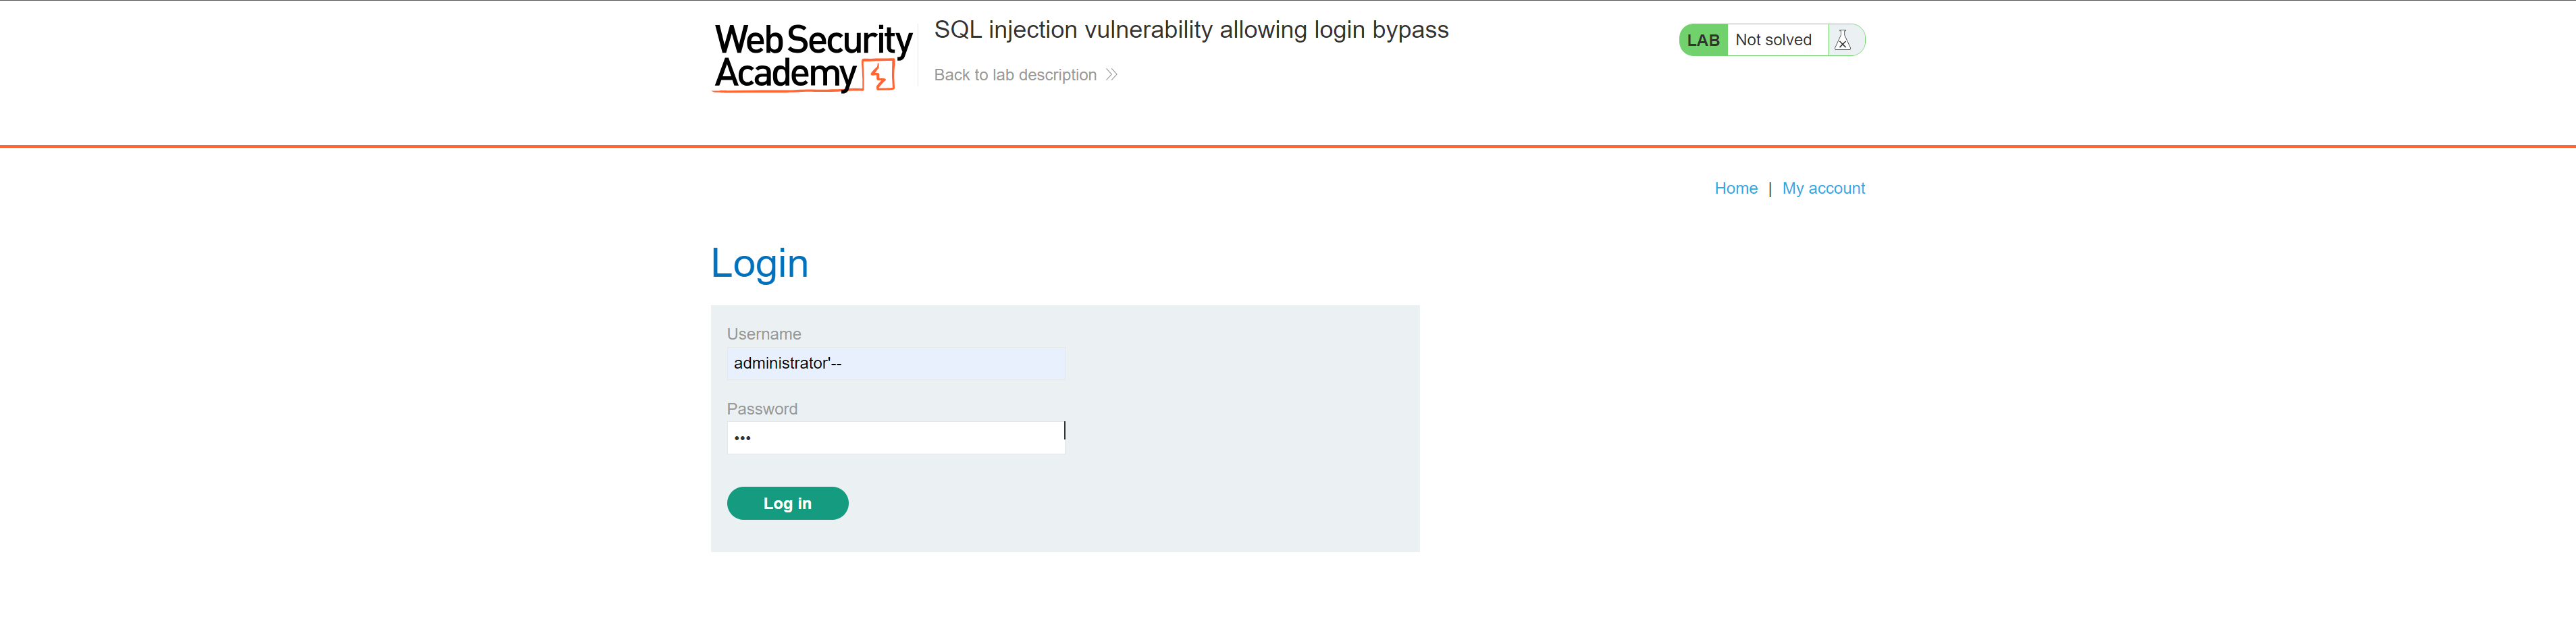 Web Security
Academy
SQL injection vulnerability allowing login bypass
Back to lab description
LAB Not solved
Home | My account
Login
Username
administrator'--
Password
•••
Log in